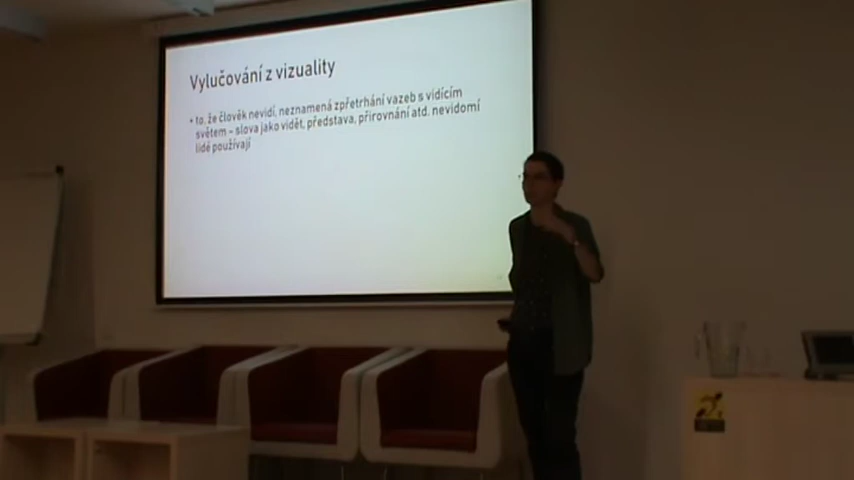 Vylučování z vizuality
• to, že člověk nevidí, neznamená zpřetrhání vazeb s vidícím
světem – slova jako vidět, představa, přirovnání atd. nevidomí
lidé používají